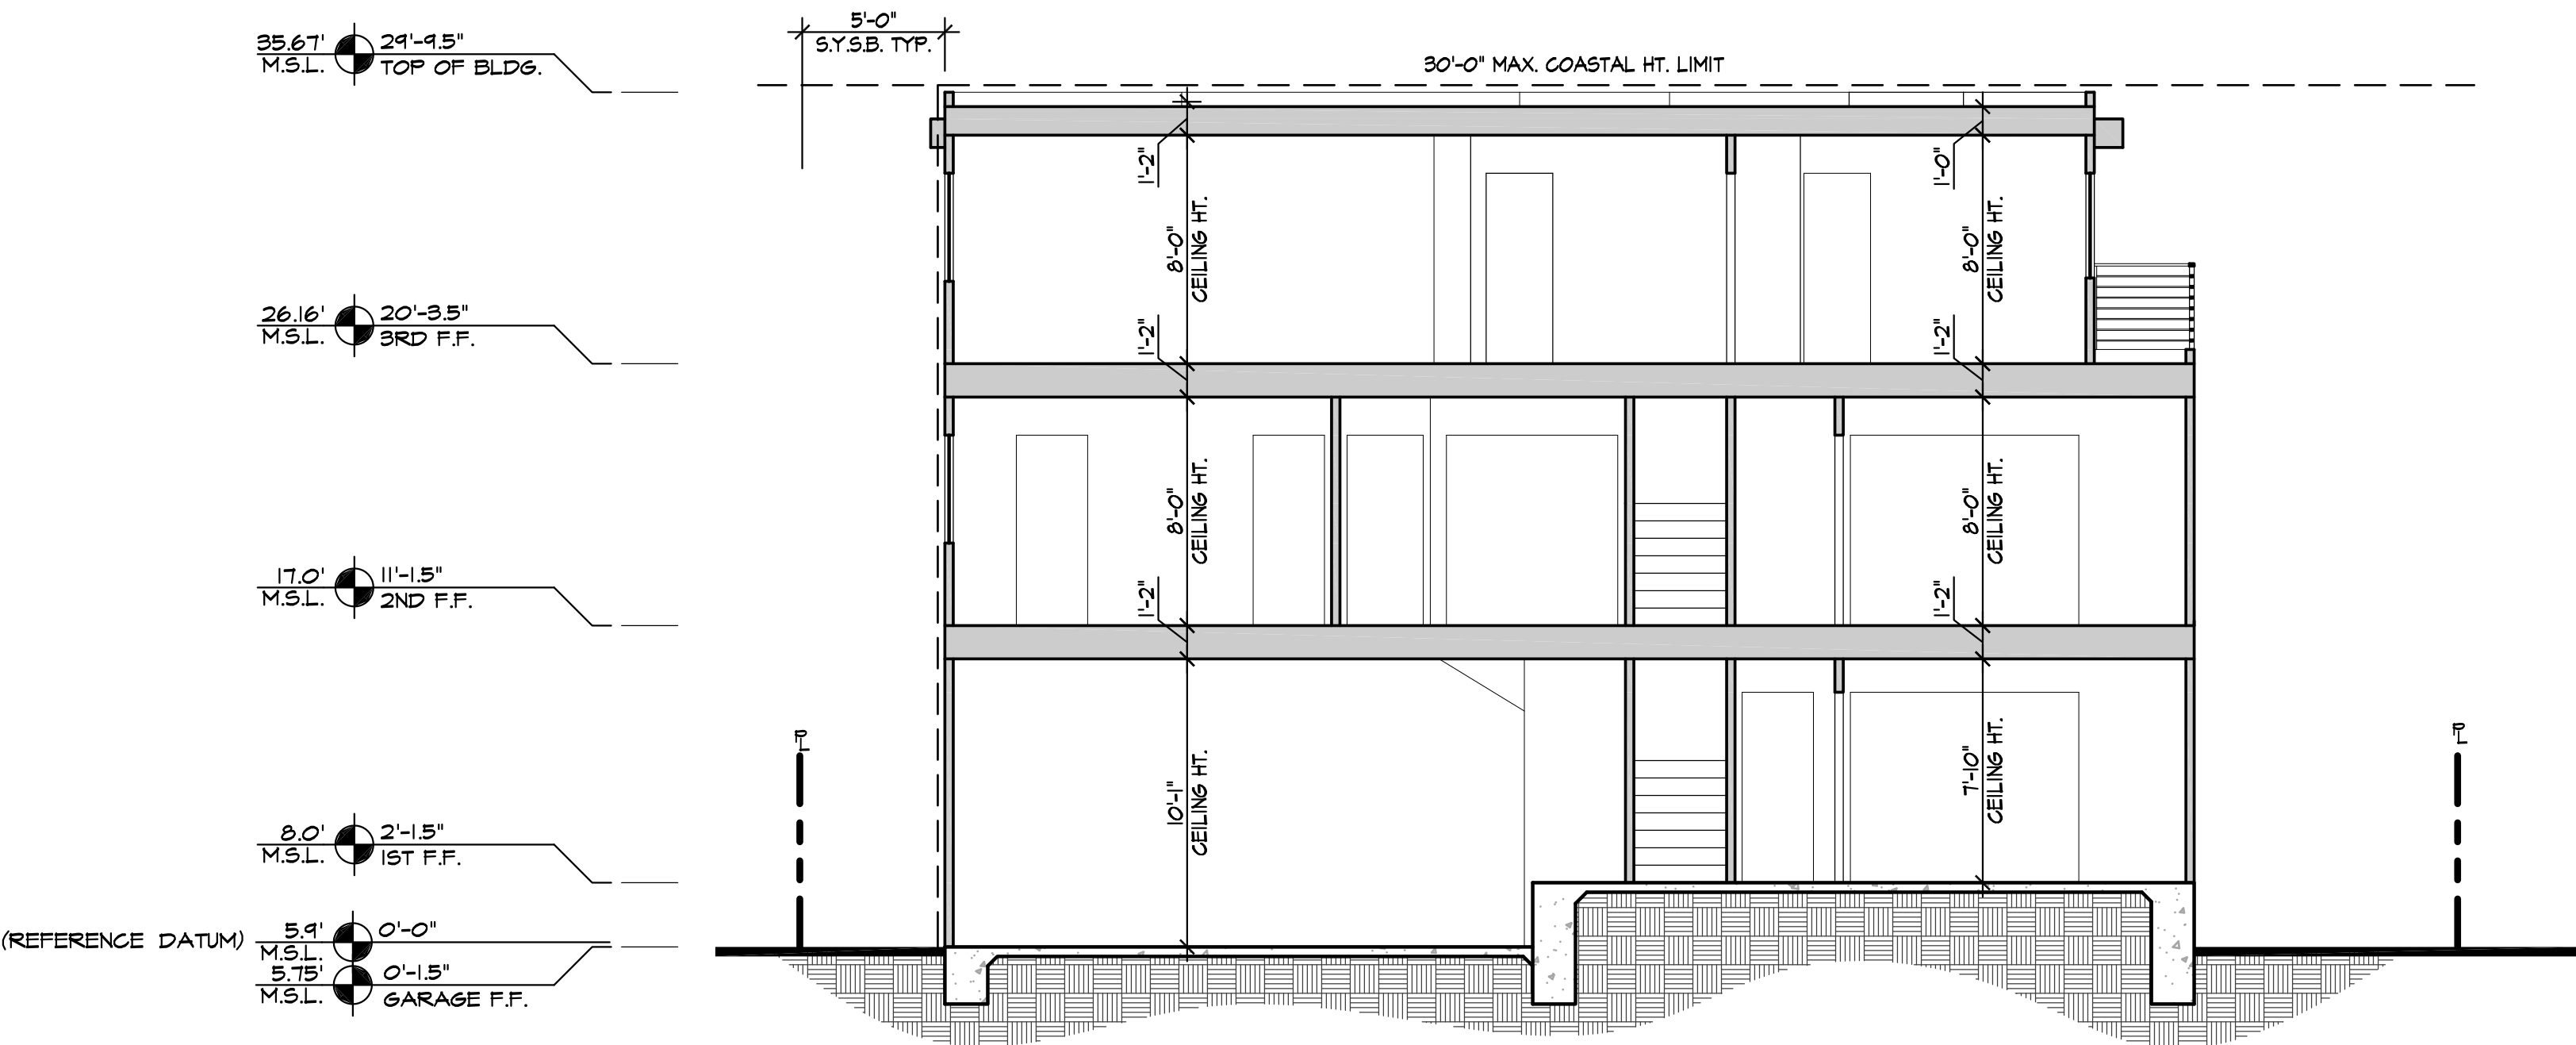 35.67' 29'-9.5"
M.S.L. TOP OF BLDG.
5'-0"
S.Y.S.B. TYP.
30'-0" MAX. COASTAL HT. LIMIT
1'-2"
1'-0"
8'-0"
CEILING HT.
8'-0"
CEILING HT.
26.16' 20'-3.5"
M.S.L. 3RD F.F.
1'-2"
1'-2"
8'-0"
CEILING HT.
8'-0"
CEILING HT.
17.0' 11'-1.5"
M.S.L. 2ND F.F.
1'-2"
1'-2"
PL
PL
10'-1"
CEILING HT.
7'-10"
CEILING HT.
8.0' 2'-1.5"
M.S.L. 1ST F.F.
(REFERENCE DATUM) 5.9' 0'-0"
M.S.L.
5.75' 0'-1.5"
M.S.L. GARAGE F.F.